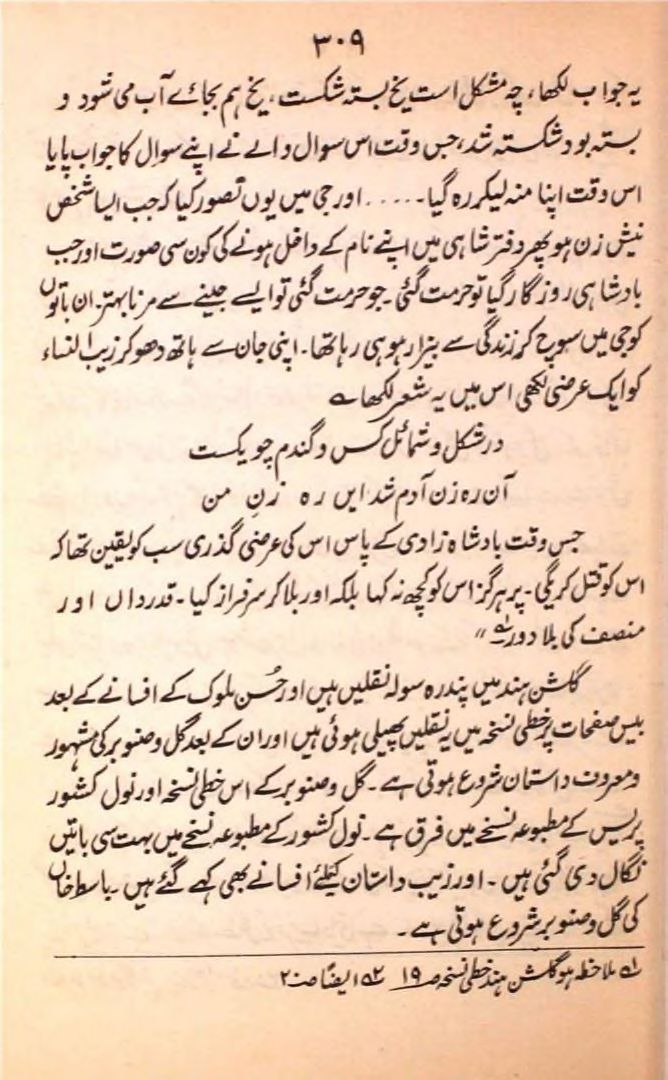 ۳۰۹
یہ جواب لکھا، چہ مشکل است یخ بستہ شکست، یخ ہم بجائے آب می شود و
بستہ بود شکستہ شد، جس وقت اس سوال والے نے اپنے سوال کا جواب پایا
اس وقت اپنا منہ لیکر رہ گیا۔ ..... اور جی میں یوں تصور کیا کہ جب ایسا شخص
نیش زن ہو پھر دفتر شاہی میں اپنے نام کے داخل ہونے کی کون سی صورت اور جب
بادشاہی روزگار گیا تو حرمت گئی۔ جو حرمت گئی تو ایسے جینے سے مرنا بہتر۔ ان باتوں
کو جی میں سوچ کر زندگی سے بیزار ہو ہی رہا تھا۔ اپنی جان سے ہاتھ دھو کر زیب النساء
کو ایک عرضی لکھی اس میں یہ شعر لکھا ؎
در شکل و شمائل کس و گندم چو یکست
آں رہ زن آدم شد ایں رہ زنِ من
جس وقت بادشاہ زادی کے پاس اس کی عرضی گذری سب کو یقین تھا کہ
اس کو قتل کریگی۔ پر ہرگز اس کو کچھ نہ کہا بلکہ اور بلا کر سرفراز کیا۔ قدرداں اور
منصف کی بلا دور ؎۱ "
گلشن ہند میں پندرہ سولہ نقلیں ہیں اور حُسن ملوک کے افسانے کے بعد
بیس صفحات پر خطی نسخہ میں یہ نقلیں پھیلی ہوئی ہیں اور ان کے بعد گل و صنوبر کی مشہور
و معروف داستان شروع ہوتی ہے۔ گل و صنوبر کے اس خطی نسخہ اور نول کشور
پریس کے مطبوعہ نسخے میں فرق ہے۔ نول کشور کے مطبوعہ نسخے میں بہت سی باتیں
نکال دی گئی ہیں۔ اور زیب داستان کیلئے افسانے بھی کہے گئے ہیں۔ باسط خاں
کی گل و صنوبر شروع ہوتی ہے۔
؎۱ ملاحظہ ہو گلشن ہند خطی نسخہ صـ ۱۹ ؎۲ ایضًا صـ ۲۰